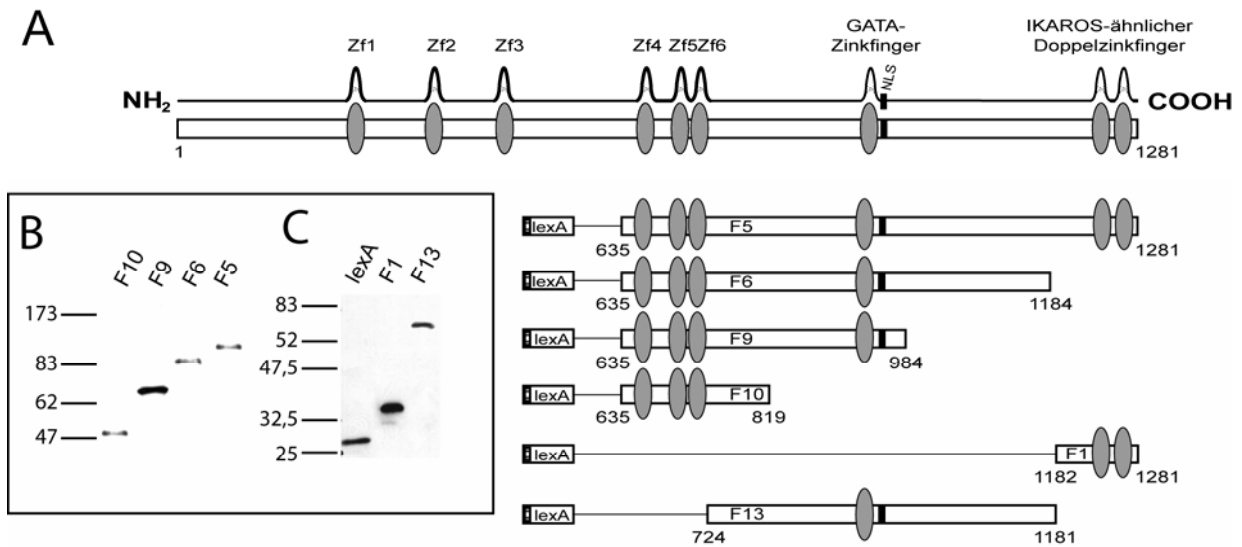 A
Zf1 Zf2 Zf3 Zf4 Zf5 Zf6
GATA-
Zinkfinger
IKAROS-ähnlicher
Doppelzinkfinger
NLS
NH2
COOH
1
1281
B
F10 F9 F6 F5
173
83
62
47
C
lexA F1 F13
83
52
47,5
32,5
25
lexA F5
635 1281
lexA F6
635 1184
lexA F9
635 984
lexA F10
635 819
lexA F1
1182 1281
lexA F13
724 1181